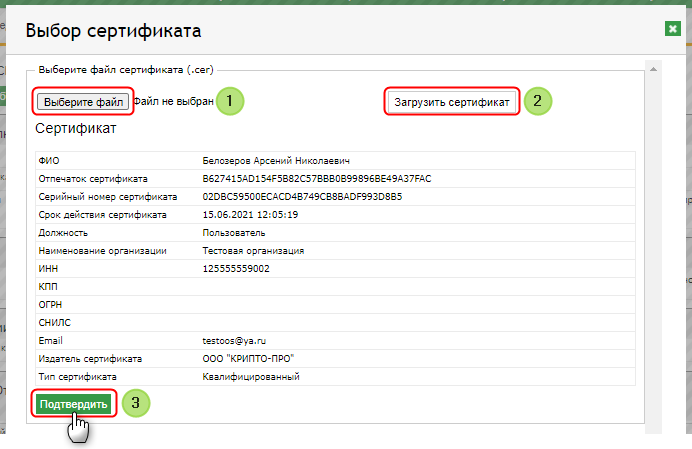 Выбор сертификата
Выберите файл сертификата (.cer)
Выберите файл Файл не выбран 1 Загрузить сертификат 2
Сертификат
ФИО Белозеров Арсений Николаевич
Отпечаток сертификата B627415AD154F5B82C57BBB0B99896BE49A37FAC
Серийный номер сертификата 02DBC59500ECACD4B749CB8BADF993D8B5
Срок действия сертификата 15.06.2021 12:05:19
Должность Пользователь
Наименование организации Тестовая организация
ИНН 125555559002
КПП
ОГРН
СНИЛС
Email testoos@ya.ru
Издатель сертификата ООО "КРИПТО-ПРО"
Тип сертификата Квалифицированный
Подтвердить 3